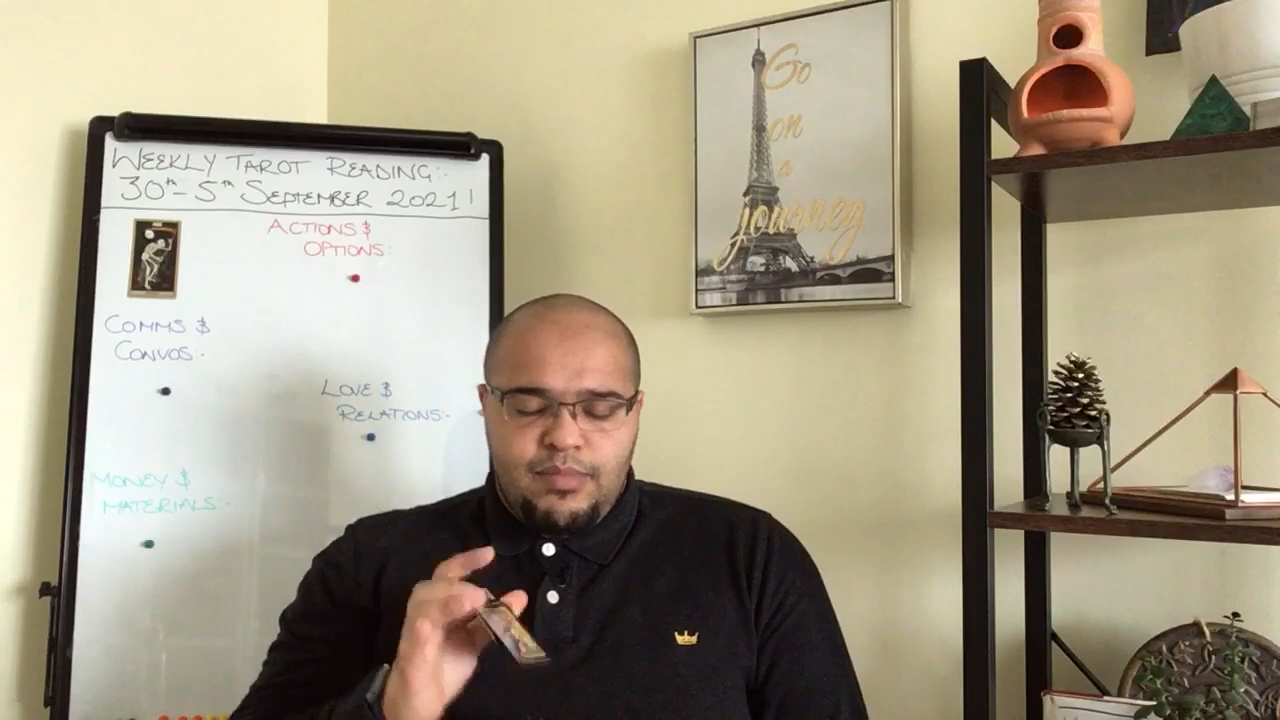 WEEKLY TAROT READING:-
30th - 5th SEPTEMBER 2021!
ACTIONS &
OPTIONS:
COMMS &
CONVOS:-
LOVE &
RELATIONS:-
MONEY &
MATERIALS:-
Go
on
a
journey